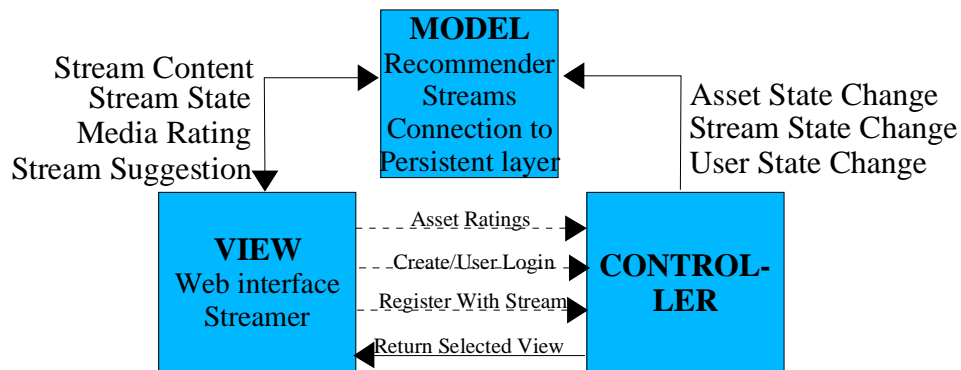 MODEL
Recommender
Streams
Connection to
Persistent layer
Stream Content
Stream State
Media Rating
Stream Suggestion
Asset State Change
Stream State Change
User State Change
VIEW
Web interface
Streamer
Asset Ratings
Create/User Login
Register With Stream
Return Selected View
CONTROL-
LLER